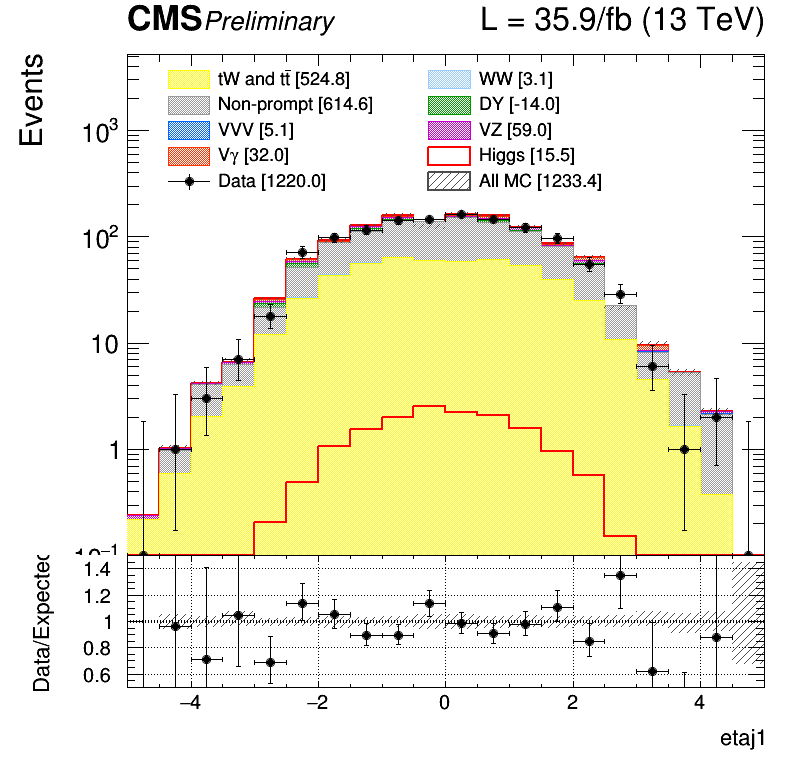 CMS Preliminary L = 35.9/fb (13 TeV)
Events
tW and tt̄ [524.8] WW [3.1]
Non-prompt [614.6] DY [-14.0]
VVV [5.1] VZ [59.0]
Vγ [32.0] Higgs [15.5]
Data [1220.0] All MC [1233.4]
10³
10²
10
1
10⁻¹
Data/Expected
1.4
1.2
1
0.8
0.6
−4 −2 0 2 4
etaj1